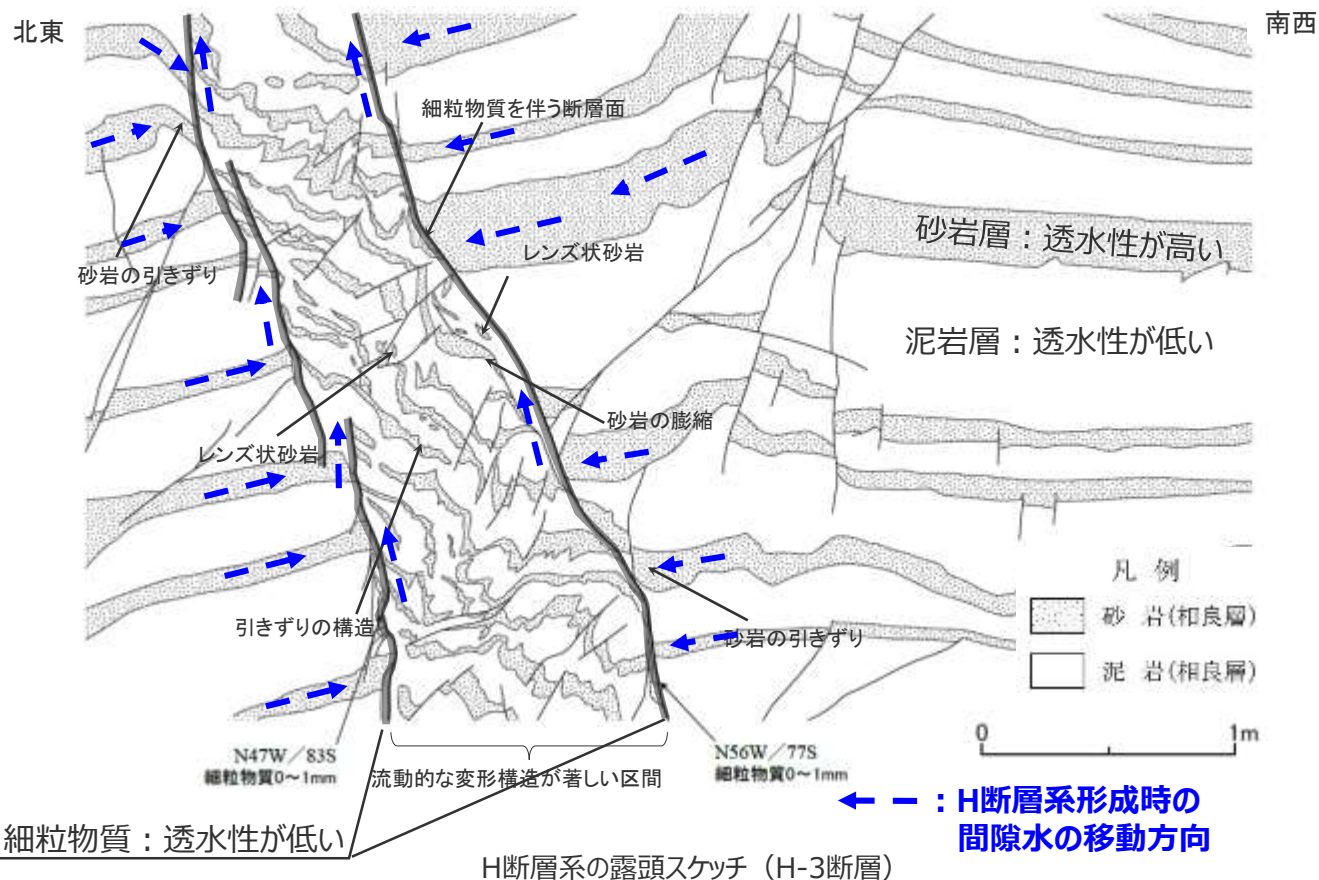 北東
南西
細粒物質を伴う断層面
レンズ状砂岩
砂岩層：透水性が高い
砂岩の引きずり
泥岩層：透水性が低い
砂岩の膨縮
レンズ状砂岩
凡 例
砂 岩(相良層)
泥 岩(相良層)
引きずりの構造
砂岩の引きずり
0
1m
N47W／83S
細粒物質0～1mm
流動的な変形構造が著しい区間
N56W／77S
細粒物質0～1mm
：H断層系形成時の
間隙水の移動方向
細粒物質：透水性が低い
H断層系の露頭スケッチ（H-3断層）